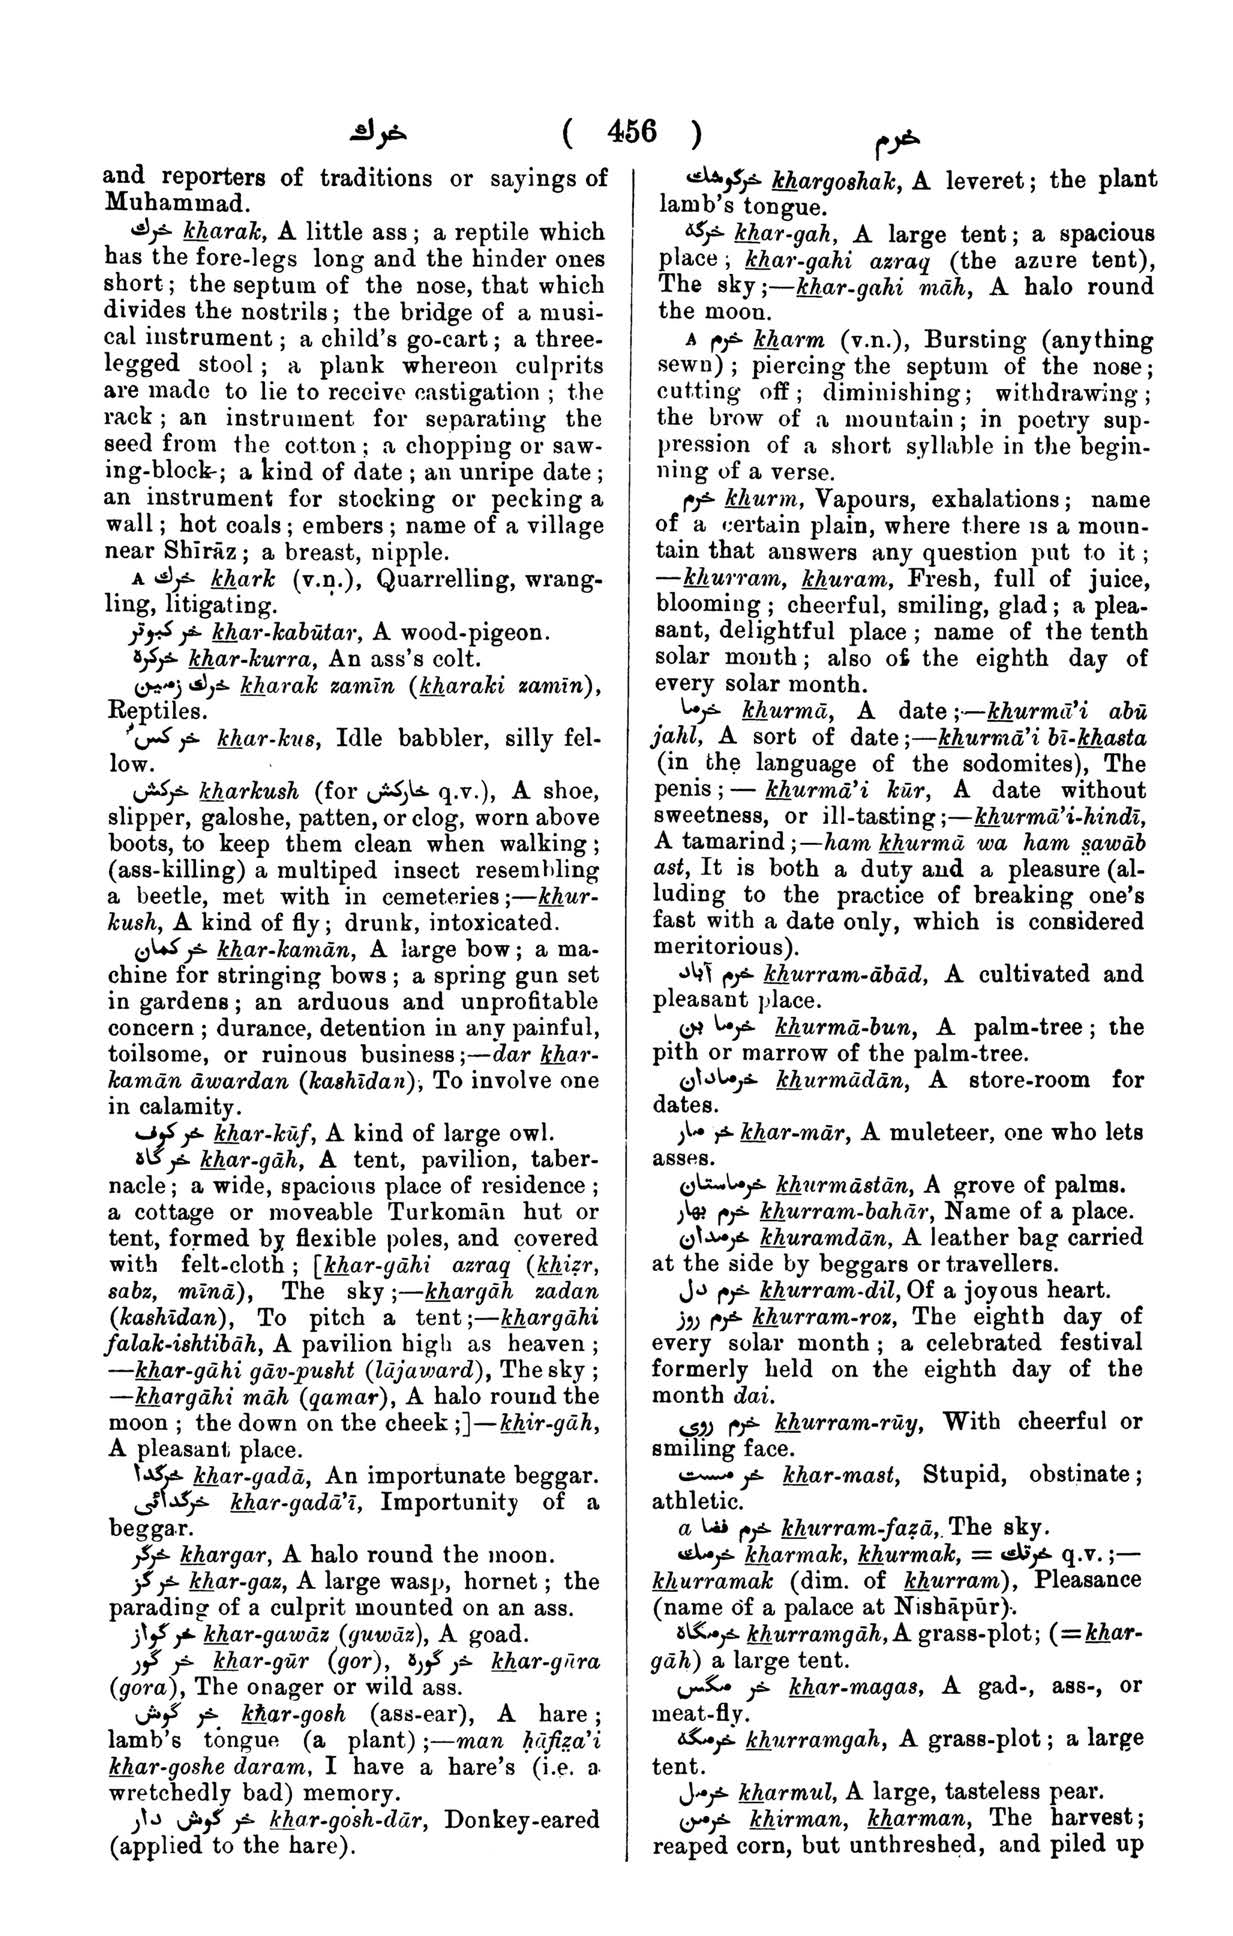 خرك ( 456 ) خرم
and reporters of traditions or sayings of
Muhammad.
خرك kharak, A little ass; a reptile which
has the fore-legs long and the hinder ones
short; the septum of the nose, that which
divides the nostrils; the bridge of a musi-
cal instrument; a child's go-cart; a three-
legged stool; a plank whereon culprits
are made to lie to receive castigation; the
rack; an instrument for separating the
seed from the cotton; a chopping or saw-
ing-block; a kind of date; an unripe date;
an instrument for stocking or pecking a
wall; hot coals; embers; name of a village
near Shīrāz; a breast, nipple.
A خرك khark (v.n.), Quarrelling, wrang-
ling, litigating.
خر كبوتر khar-kabūtar, A wood-pigeon.
خركره khar-kurra, An ass's colt.
خرك زمين kharak zamīn (kharaki zamīn),
Reptiles.
خر كس khar-kus, Idle babbler, silly fel-
low.
خركش kharkush (for خاركش q.v.), A shoe,
slipper, galoshe, patten, or clog, worn above
boots, to keep them clean when walking;
(ass-killing) a multiped insect resembling
a beetle, met with in cemeteries;—khur-
kush, A kind of fly; drunk, intoxicated.
خر كمان khar-kamān, A large bow; a ma-
chine for stringing bows; a spring gun set
in gardens; an arduous and unprofitable
concern; durance, detention in any painful,
toilsome, or ruinous business;—dar khar-
kamān āwardan (kashīdan), To involve one
in calamity.
خر كوف khar-kūf, A kind of large owl.
خر گاه khar-gāh, A tent, pavilion, taber-
nacle; a wide, spacious place of residence;
a cottage or moveable Turkomān hut or
tent, formed by flexible poles, and covered
with felt-cloth; [khar-gāhi azraq (khiẓr,
sabz, mīnā), The sky;—khargāh zadan
(kashīdan), To pitch a tent;—khargāhi
falak-ishtibāh, A pavilion high as heaven;
—khar-gāhi gāv-pusht (lājaward), The sky;
—khargāhi māh (qamar), A halo round the
moon; the down on the cheek;]—khir-gāh,
A pleasant place.
خرگدا khar-gadā, An importunate beggar.
خرگدائى khar-gadā'ī, Importunity of a
beggar.
خرگر khargar, A halo round the moon.
خر گز khar-gaz, A large wasp, hornet; the
parading of a culprit mounted on an ass.
خر گواز khar-gawāz (guwāz), A goad.
خر گور khar-gūr (gor), خر گوره khar-gūra
(gora), The onager or wild ass.
خر گوش khar-gosh (ass-ear), A hare;
lamb's tongue (a plant);—man ḥāfiẓa'i
khar-goshe daram, I have a hare's (i.e. a
wretchedly bad) memory.
خر گوش دار khar-gosh-dār, Donkey-eared
(applied to the hare).
خرگوشك khargoshak, A leveret; the plant
lamb's tongue.
خرگه khar-gah, A large tent; a spacious
place; khar-gahi azraq (the azure tent),
The sky;—khar-gahi māh, A halo round
the moon.
A خرم kharm (v.n.), Bursting (anything
sewn); piercing the septum of the nose;
cutting off; diminishing; withdrawing;
the brow of a mountain; in poetry sup-
pression of a short syllable in the begin-
ning of a verse.
خرم khurm, Vapours, exhalations; name
of a certain plain, where there is a moun-
tain that answers any question put to it;
—khurram, khuram, Fresh, full of juice,
blooming; cheerful, smiling, glad; a plea-
sant, delightful place; name of the tenth
solar month; also of the eighth day of
every solar month.
خرما khurmā, A date;—khurmā'i abū
jahl, A sort of date;—khurmā'i bī-khasta
(in the language of the sodomites), The
penis;—khurmā'i kūr, A date without
sweetness, or ill-tasting;—khurmā'i-hindī,
A tamarind;—ham khurmā wa ham s̤awāb
ast, It is both a duty and a pleasure (al-
luding to the practice of breaking one's
fast with a date only, which is considered
meritorious).
خرم آباد khurram-ābād, A cultivated and
pleasant place.
خرما بن khurmā-bun, A palm-tree; the
pith or marrow of the palm-tree.
خرمادان khurmādān, A store-room for
dates.
خر مار khar-mār, A muleteer, one who lets
asses.
خرماستان khurmāstān, A grove of palms.
خرم بهار khurram-bahār, Name of a place.
خرمدان khuramdān, A leather bag carried
at the side by beggars or travellers.
خرم دل khurram-dil, Of a joyous heart.
خرم روز khurram-roz, The eighth day of
every solar month; a celebrated festival
formerly held on the eighth day of the
month dai.
خرم روى khurram-rūy, With cheerful or
smiling face.
خر مست khar-mast, Stupid, obstinate;
athletic.
a خرم فضا khurram-faẓā, The sky.
خرمك kharmak, khurmak, = خرتك q.v.;—
khurramak (dim. of khurram), Pleasance
(name of a palace at Nishāpūr).
خرمگاه khurramgāh, A grass-plot; (=khar-
gāh) a large tent.
خر مگس khar-magas, A gad-, ass-, or
meat-fly.
خرمگه khurramgah, A grass-plot; a large
tent.
خرمل kharmul, A large, tasteless pear.
خرمن khirman, kharman, The harvest;
reaped corn, but unthreshed, and piled up